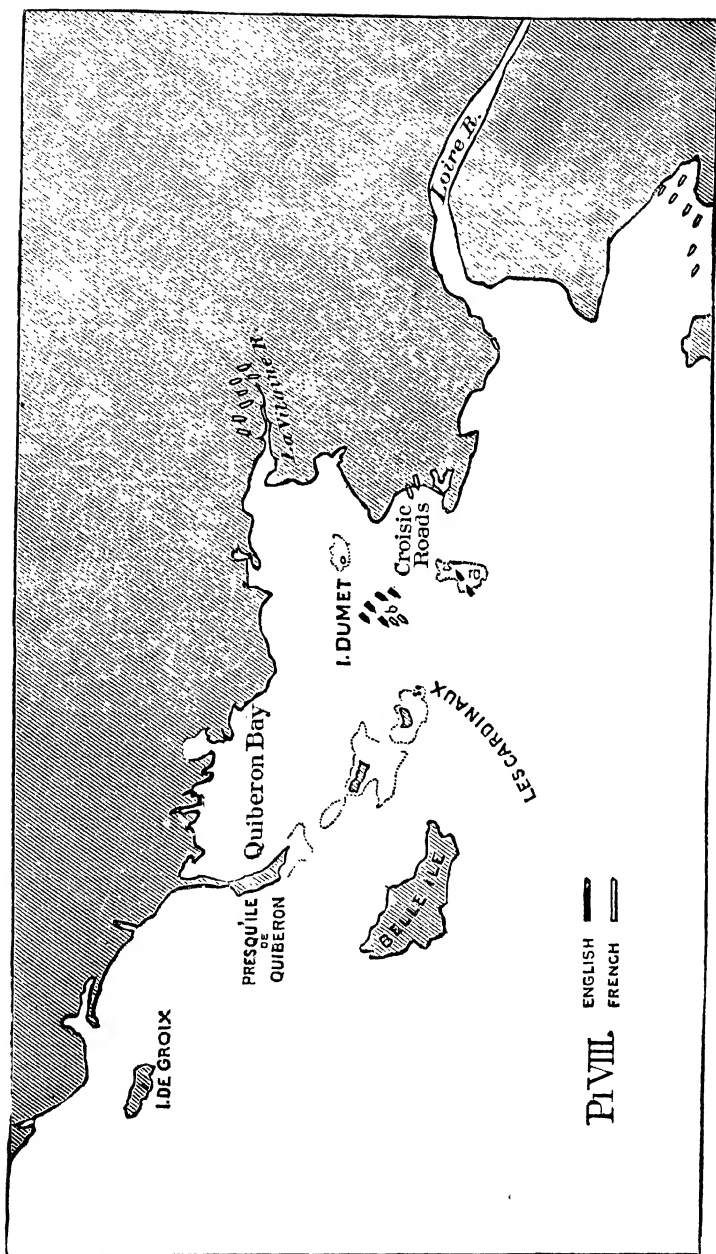 I. DE GROIX
PRESQU'ILE
DE
QUIBERON
Quiberon Bay
BELLE ILE
LES CARDINAUX
I. DUMET
La Vilaine R.
Croisic
Roads
a
b
Loire R.
Pl VIII.
ENGLISH
FRENCH